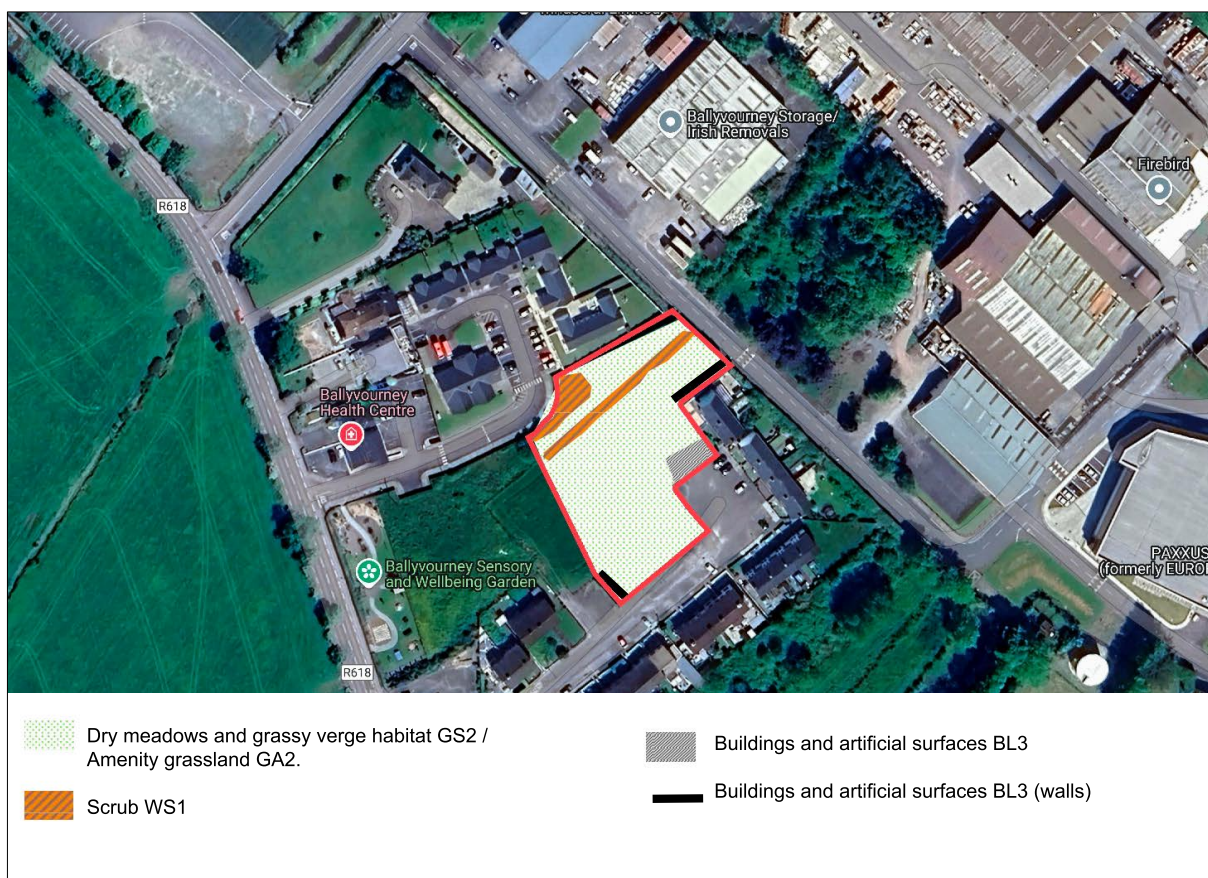 Ballyvourney Storage/
Irish Removals
Firebird
R618
Ballyvourney
Health Centre
Ballyvourney Sensory
and Wellbeing Garden
PAXXUS
(formerly EUROF
R618
Dry meadows and grassy verge habitat GS2 /
Amenity grassland GA2.
Scrub WS1
Buildings and artificial surfaces BL3
Buildings and artificial surfaces BL3 (walls)